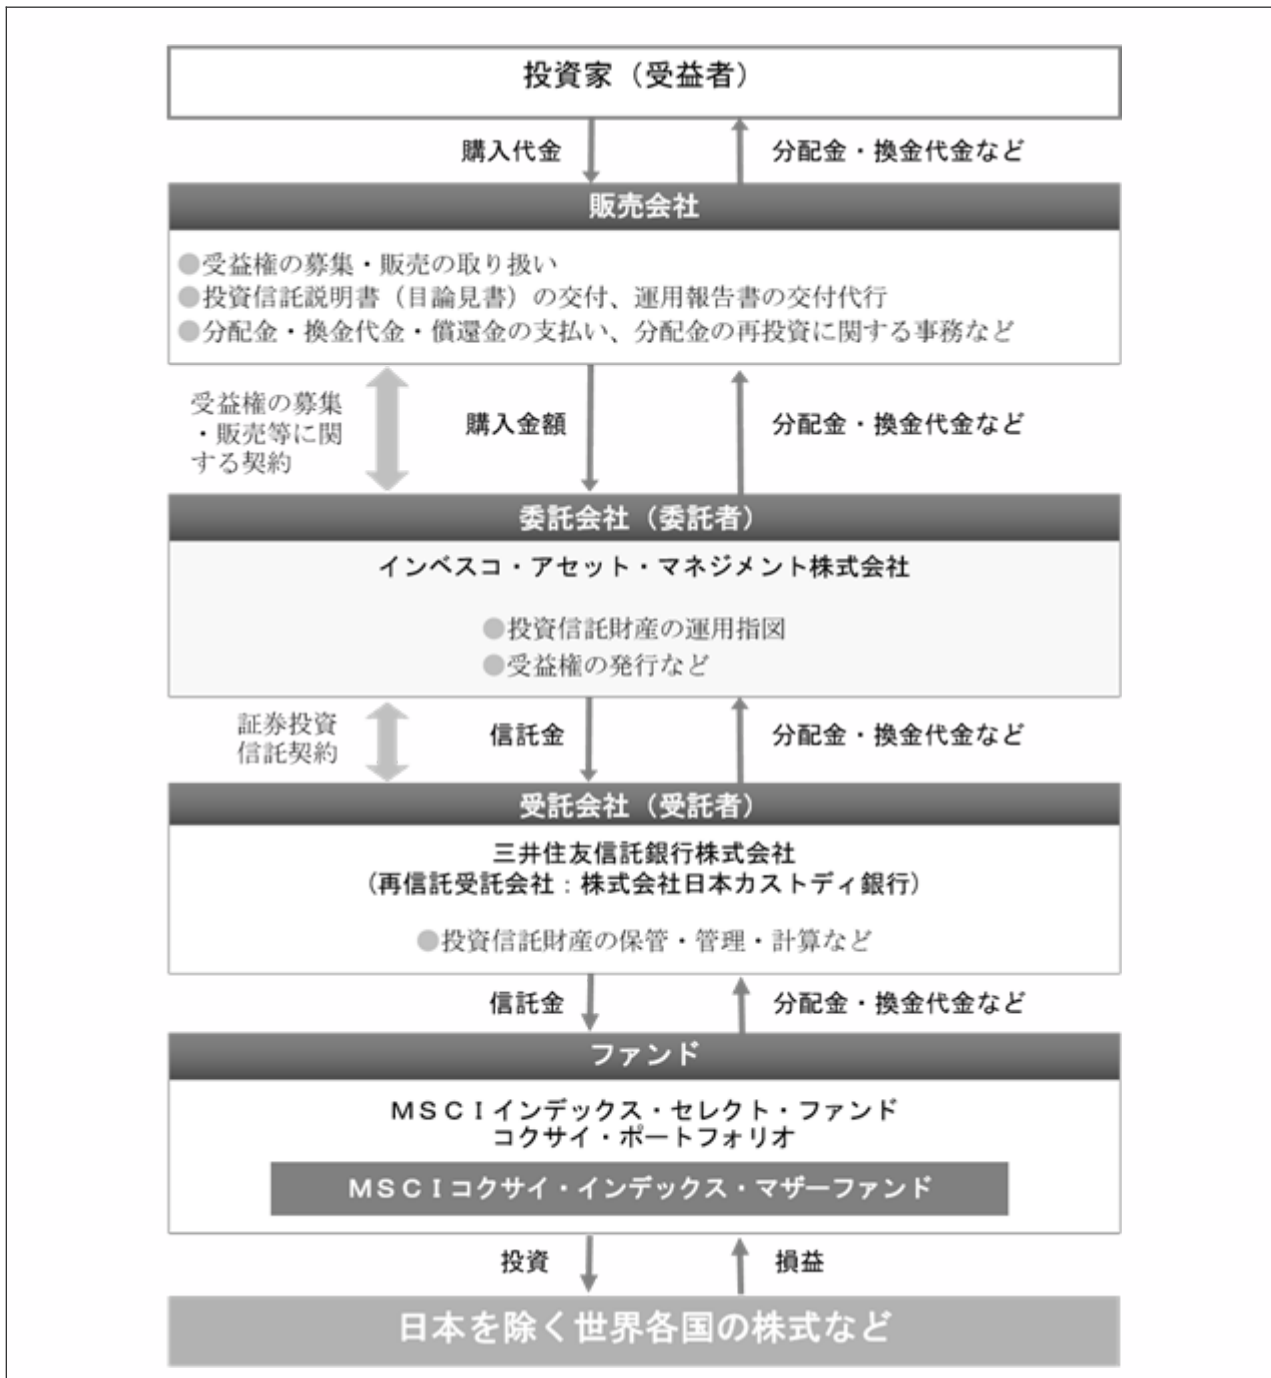 投資家（受益者）
購入代金
分配金・換金代金など
販売会社
●受益権の募集・販売の取り扱い
●投資信託説明書（目論見書）の交付、運用報告書の交付代行
●分配金・換金代金・償還金の支払い、分配金の再投資に関する事務など
受益権の募集
・販売等に関
する契約
購入金額
分配金・換金代金など
委託会社（委託者）
インベスコ・アセット・マネジメント株式会社
●投資信託財産の運用指図
●受益権の発行など
証券投資
信託契約
信託金
分配金・換金代金など
受託会社（受託者）
三井住友信託銀行株式会社
（再信託受託会社：株式会社日本カストディ銀行）
●投資信託財産の保管・管理・計算など
信託金
分配金・換金代金など
ファンド
ＭＳＣＩインデックス・セレクト・ファンド
コクサイ・ポートフォリオ
ＭＳＣＩコクサイ・インデックス・マザーファンド
投資
損益
日本を除く世界各国の株式など